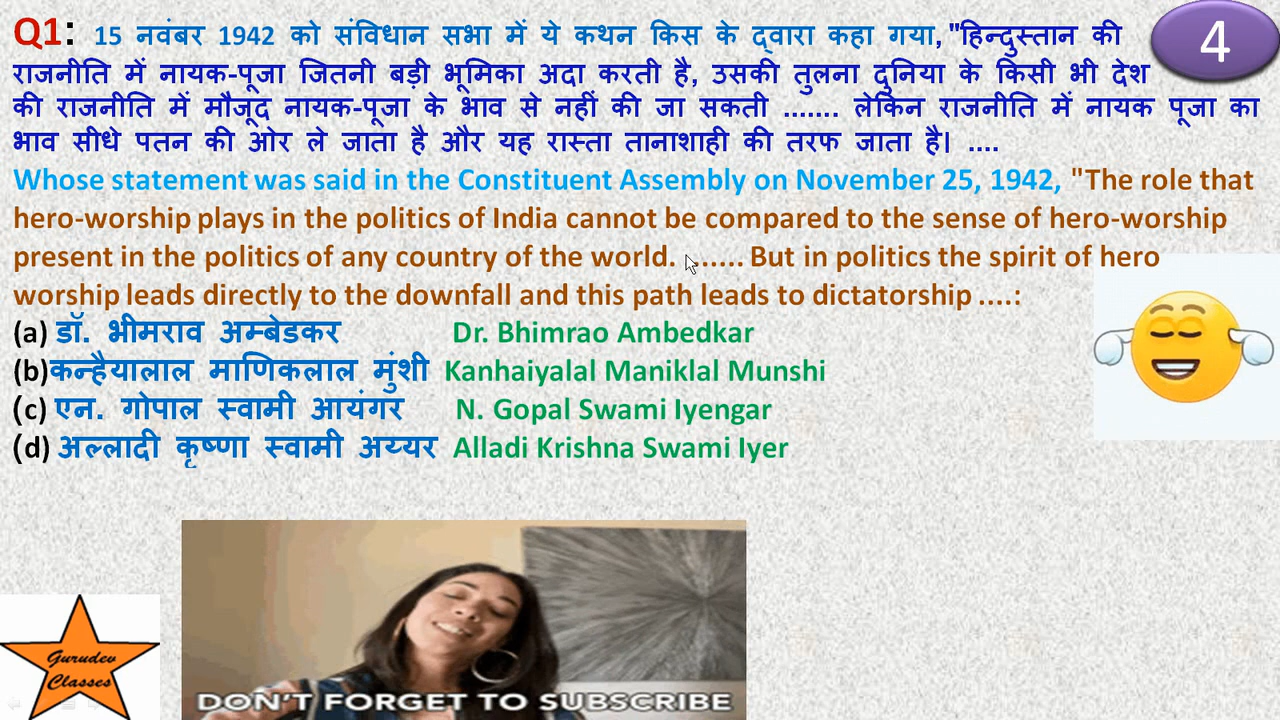 Q1: 15 नवंबर 1942 को संविधान सभा में ये कथन किस के द्वारा कहा गया, "हिन्दुस्तान की
4
राजनीति में नायक-पूजा जितनी बड़ी भूमिका अदा करती है, उसकी तुलना दुनिया के किसी भी देश
की राजनीति में मौजूद नायक-पूजा के भाव से नहीं की जा सकती ....... लेकिन राजनीति में नायक पूजा का
भाव सीधे पतन की ओर ले जाता है और यह रास्ता तानाशाही की तरफ जाता है| ....
Whose statement was said in the Constituent Assembly on November 25, 1942, "The role that
hero-worship plays in the politics of India cannot be compared to the sense of hero-worship
present in the politics of any country of the world. ....... But in politics the spirit of hero
worship leads directly to the downfall and this path leads to dictatorship ....:
(a) डॉ. भीमराव अम्बेडकर Dr. Bhimrao Ambedkar
(b)कन्हैयालाल माणिकलाल मुंशी Kanhaiyalal Maniklal Munshi
(c) एन. गोपाल स्वामी आयंगर N. Gopal Swami Iyengar
(d) अल्लादी कृष्णा स्वामी अय्यर Alladi Krishna Swami Iyer
Gurudev
Classes
DON'T FORGET TO SUBSCRIBE